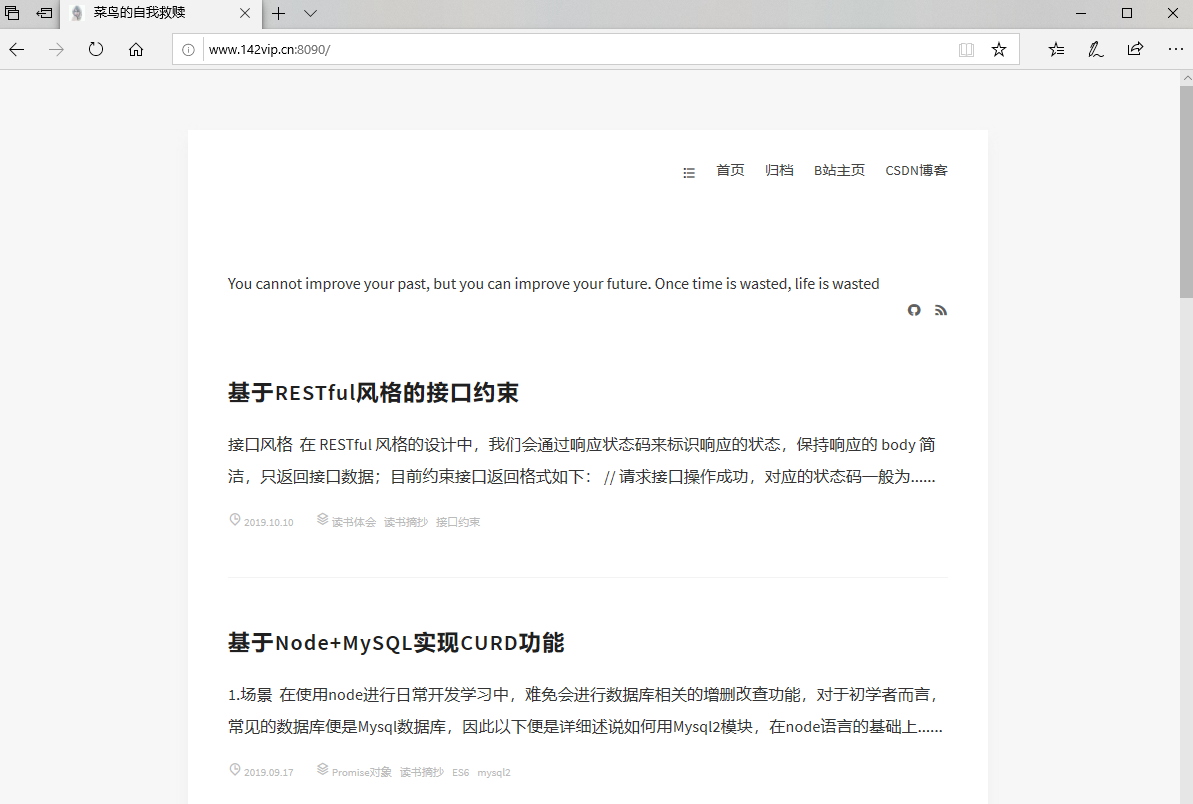 菜鸟的自我救赎
www.142vip.cn:8090/
首页 归档 B站主页 CSDN博客
You cannot improve your past, but you can improve your future. Once time is wasted, life is wasted
基于RESTful风格的接口约束
接口风格 在 RESTful 风格的设计中，我们会通过响应状态码来标识响应的状态，保持响应的 body 简
洁，只返回接口数据；目前约束接口返回格式如下： // 请求接口操作成功，对应的状态码一般为......
2019.10.10 读书体会 读书摘抄 接口约束
基于Node+MySQL实现CURD功能
1.场景 在使用node进行日常开发学习中，难免会进行数据库相关的增删改查功能，对于初学者而言，
常见的数据库便是Mysql数据库，因此以下便是详细述说如何用Mysql2模块，在node语言的基础上......
2019.09.17 Promise对象 读书摘抄 ES6 mysql2